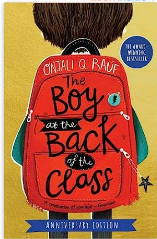 ONJALI Q. RAÚF
THE AWARD-
WINNING
BESTSELLER
The
BOY
at the
BACK
of the
CLASS
ANNIVERSARY EDITION